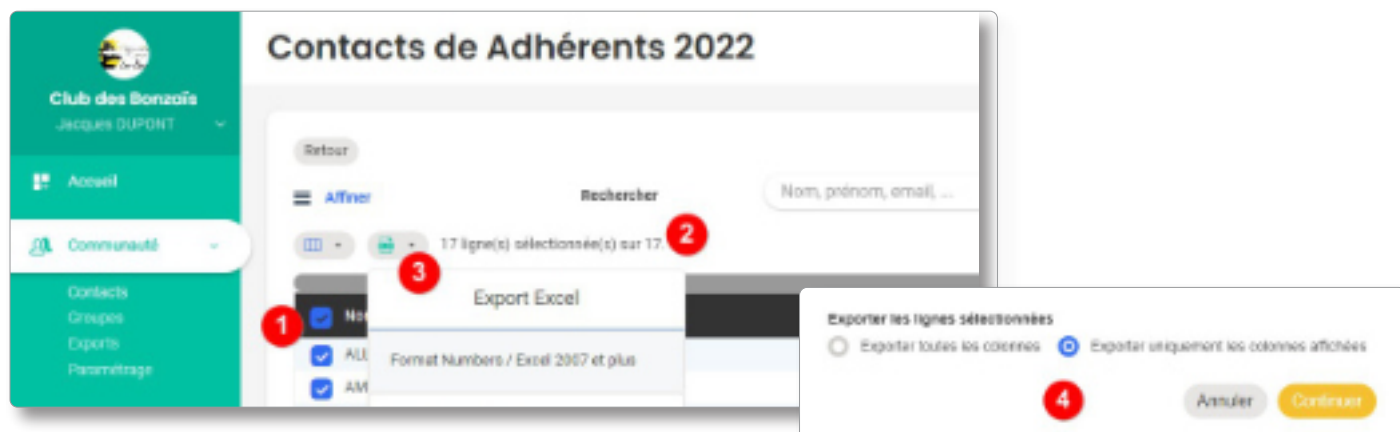 Contacts de Adhérents 2022
Club des Bonzaïs
Jacques DUPONT
Accueil
Communauté
Contacts
Groupes
Exports
Paramétrage
Retour
Affiner
Rechercher
Nom, prénom, email, ...
17 ligne(s) sélectionnée(s) sur 17.
2
3
Export Excel
1
Format Numbers / Excel 2007 et plus
AM
Exporter les lignes sélectionnées
Exporter toutes les colonnes
Exporter uniquement les colonnes affichées
4
Annuler
Continuer